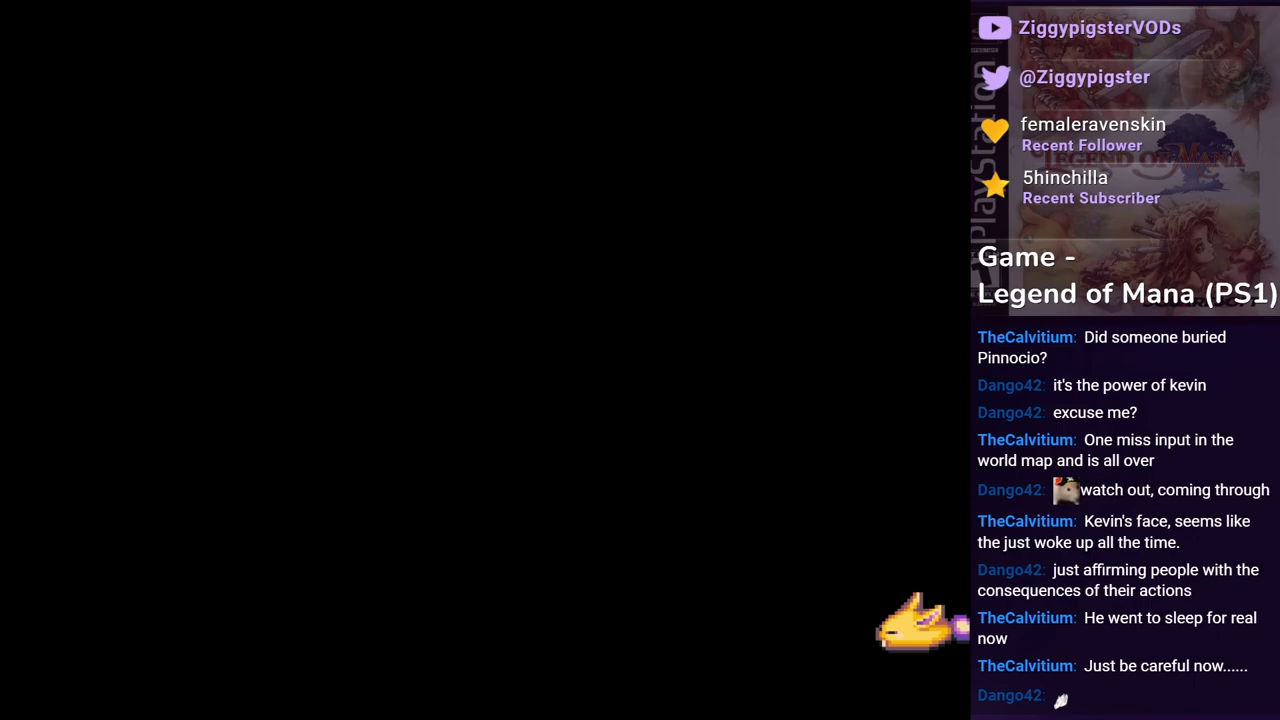 ZiggypigsterVODs
@Ziggypigster
femaleravenskin
Recent Follower
5hinchilla
Recent Subscriber
PlayStation
LEGEND OF MANA
Game -
Legend of Mana (PS1)
TheCalvitium: Did someone buried
Pinnocio?
Dango42: it's the power of kevin
Dango42: excuse me?
TheCalvitium: One miss input in the
world map and is all over
Dango42: watch out, coming through
TheCalvitium: Kevin's face, seems like
the just woke up all the time.
Dango42: just affirming people with the
consequences of their actions
TheCalvitium: He went to sleep for real
now
TheCalvitium: Just be careful now......
Dango42: